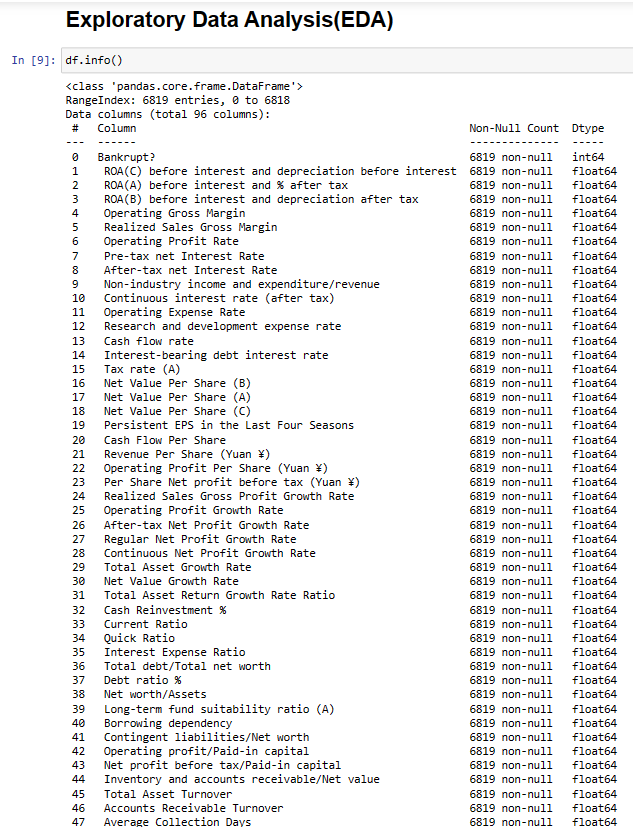 Exploratory Data Analysis(EDA)
In [9]: df.info()
<class 'pandas.core.frame.DataFrame'>
RangeIndex: 6819 entries, 0 to 6818
Data columns (total 96 columns):
 #   Column                                                    Non-Null Count  Dtype
---  ------                                                    --------------  -----
 0   Bankrupt?                                                 6819 non-null   int64
 1    ROA(C) before interest and depreciation before interest  6819 non-null   float64
 2    ROA(A) before interest and % after tax                   6819 non-null   float64
 3    ROA(B) before interest and depreciation after tax        6819 non-null   float64
 4    Operating Gross Margin                                   6819 non-null   float64
 5    Realized Sales Gross Margin                              6819 non-null   float64
 6    Operating Profit Rate                                    6819 non-null   float64
 7    Pre-tax net Interest Rate                                6819 non-null   float64
 8    After-tax net Interest Rate                              6819 non-null   float64
 9    Non-industry income and expenditure/revenue              6819 non-null   float64
 10   Continuous interest rate (after tax)                     6819 non-null   float64
 11   Operating Expense Rate                                   6819 non-null   float64
 12   Research and development expense rate                    6819 non-null   float64
 13   Cash flow rate                                           6819 non-null   float64
 14   Interest-bearing debt interest rate                      6819 non-null   float64
 15   Tax rate (A)                                             6819 non-null   float64
 16   Net Value Per Share (B)                                  6819 non-null   float64
 17   Net Value Per Share (A)                                  6819 non-null   float64
 18   Net Value Per Share (C)                                  6819 non-null   float64
 19   Persistent EPS in the Last Four Seasons                  6819 non-null   float64
 20   Cash Flow Per Share                                      6819 non-null   float64
 21   Revenue Per Share (Yuan ¥)                               6819 non-null   float64
 22   Operating Profit Per Share (Yuan ¥)                      6819 non-null   float64
 23   Per Share Net profit before tax (Yuan ¥)                 6819 non-null   float64
 24   Realized Sales Gross Profit Growth Rate                  6819 non-null   float64
 25   Operating Profit Growth Rate                             6819 non-null   float64
 26   After-tax Net Profit Growth Rate                         6819 non-null   float64
 27   Regular Net Profit Growth Rate                           6819 non-null   float64
 28   Continuous Net Profit Growth Rate                        6819 non-null   float64
 29   Total Asset Growth Rate                                  6819 non-null   float64
 30   Net Value Growth Rate                                    6819 non-null   float64
 31   Total Asset Return Growth Rate Ratio                     6819 non-null   float64
 32   Cash Reinvestment %                                      6819 non-null   float64
 33   Current Ratio                                            6819 non-null   float64
 34   Quick Ratio                                              6819 non-null   float64
 35   Interest Expense Ratio                                   6819 non-null   float64
 36   Total debt/Total net worth                               6819 non-null   float64
 37   Debt ratio %                                             6819 non-null   float64
 38   Net worth/Assets                                         6819 non-null   float64
 39   Long-term fund suitability ratio (A)                     6819 non-null   float64
 40   Borrowing dependency                                     6819 non-null   float64
 41   Contingent liabilities/Net worth                         6819 non-null   float64
 42   Operating profit/Paid-in capital                         6819 non-null   float64
 43   Net profit before tax/Paid-in capital                    6819 non-null   float64
 44   Inventory and accounts receivable/Net value              6819 non-null   float64
 45   Total Asset Turnover                                     6819 non-null   float64
 46   Accounts Receivable Turnover                             6819 non-null   float64
 47   Average Collection Days                                  6819 non-null   float64